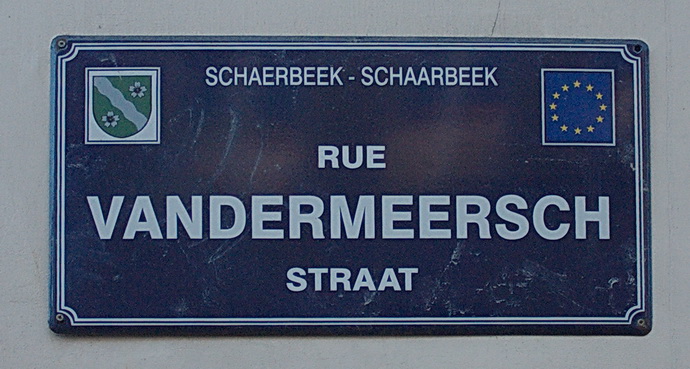 SCHAERBEEK - SCHAARBEEK
RUE
VANDERMEERSCH
STRAAT